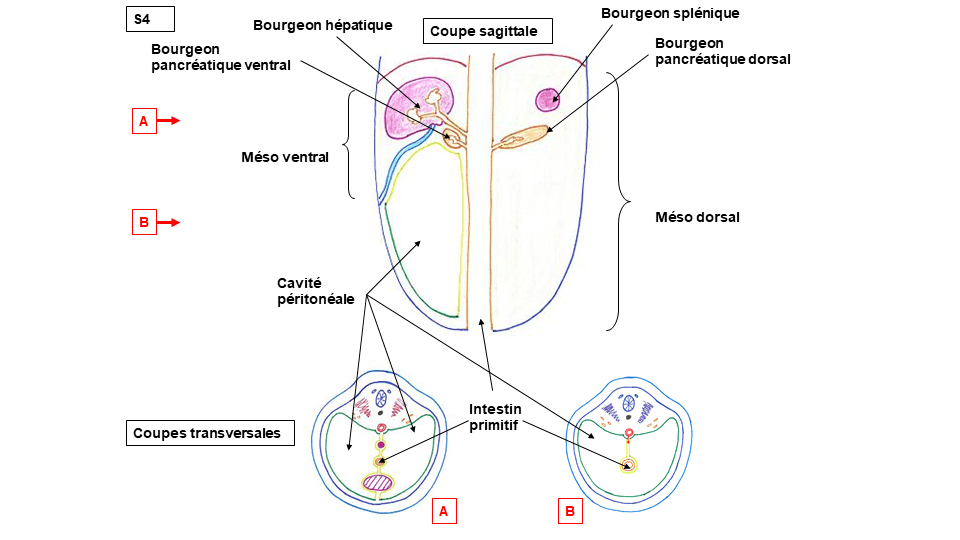 S4
Bourgeon hépatique
Coupe sagittale
Bourgeon splénique
Bourgeon
pancréatique ventral
Bourgeon
pancréatique dorsal
A
Méso ventral
B
Méso dorsal
Cavité
péritonéale
Intestin
primitif
Coupes transversales
A
B